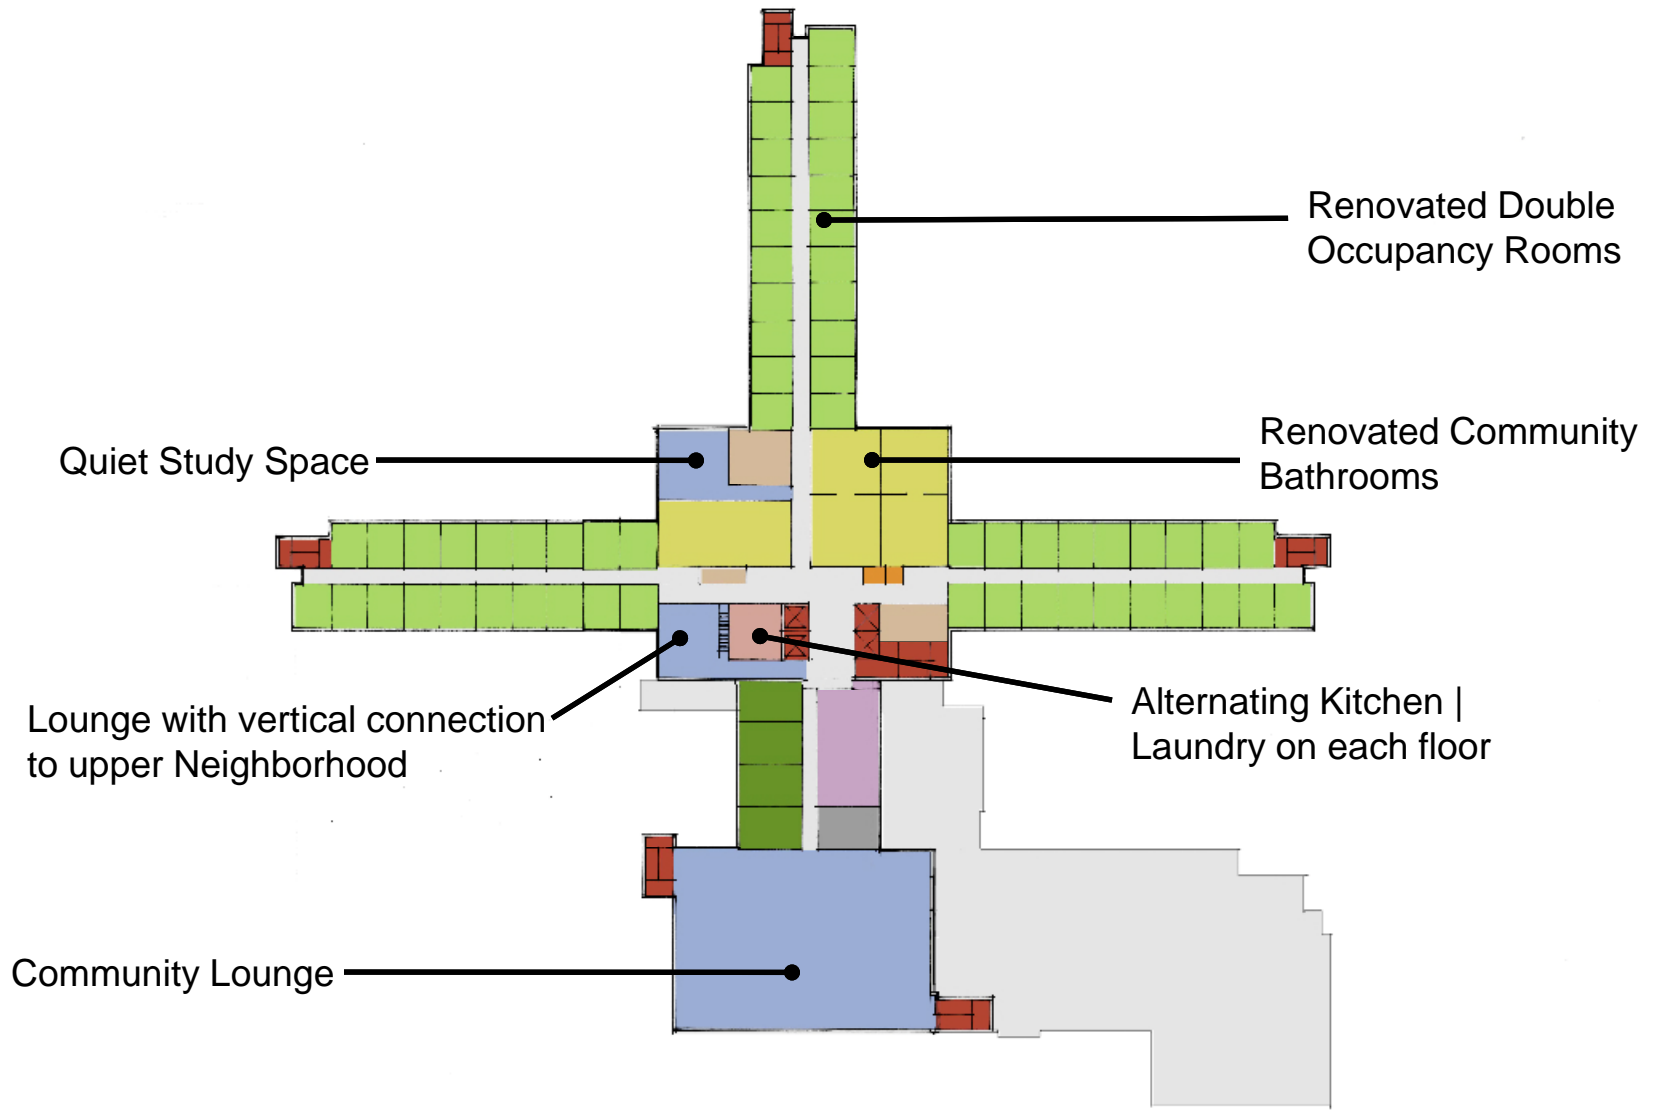 Renovated Double
Occupancy Rooms
Quiet Study Space
Renovated Community
Bathrooms
Lounge with vertical connection
to upper Neighborhood
Alternating Kitchen |
Laundry on each floor
Community Lounge